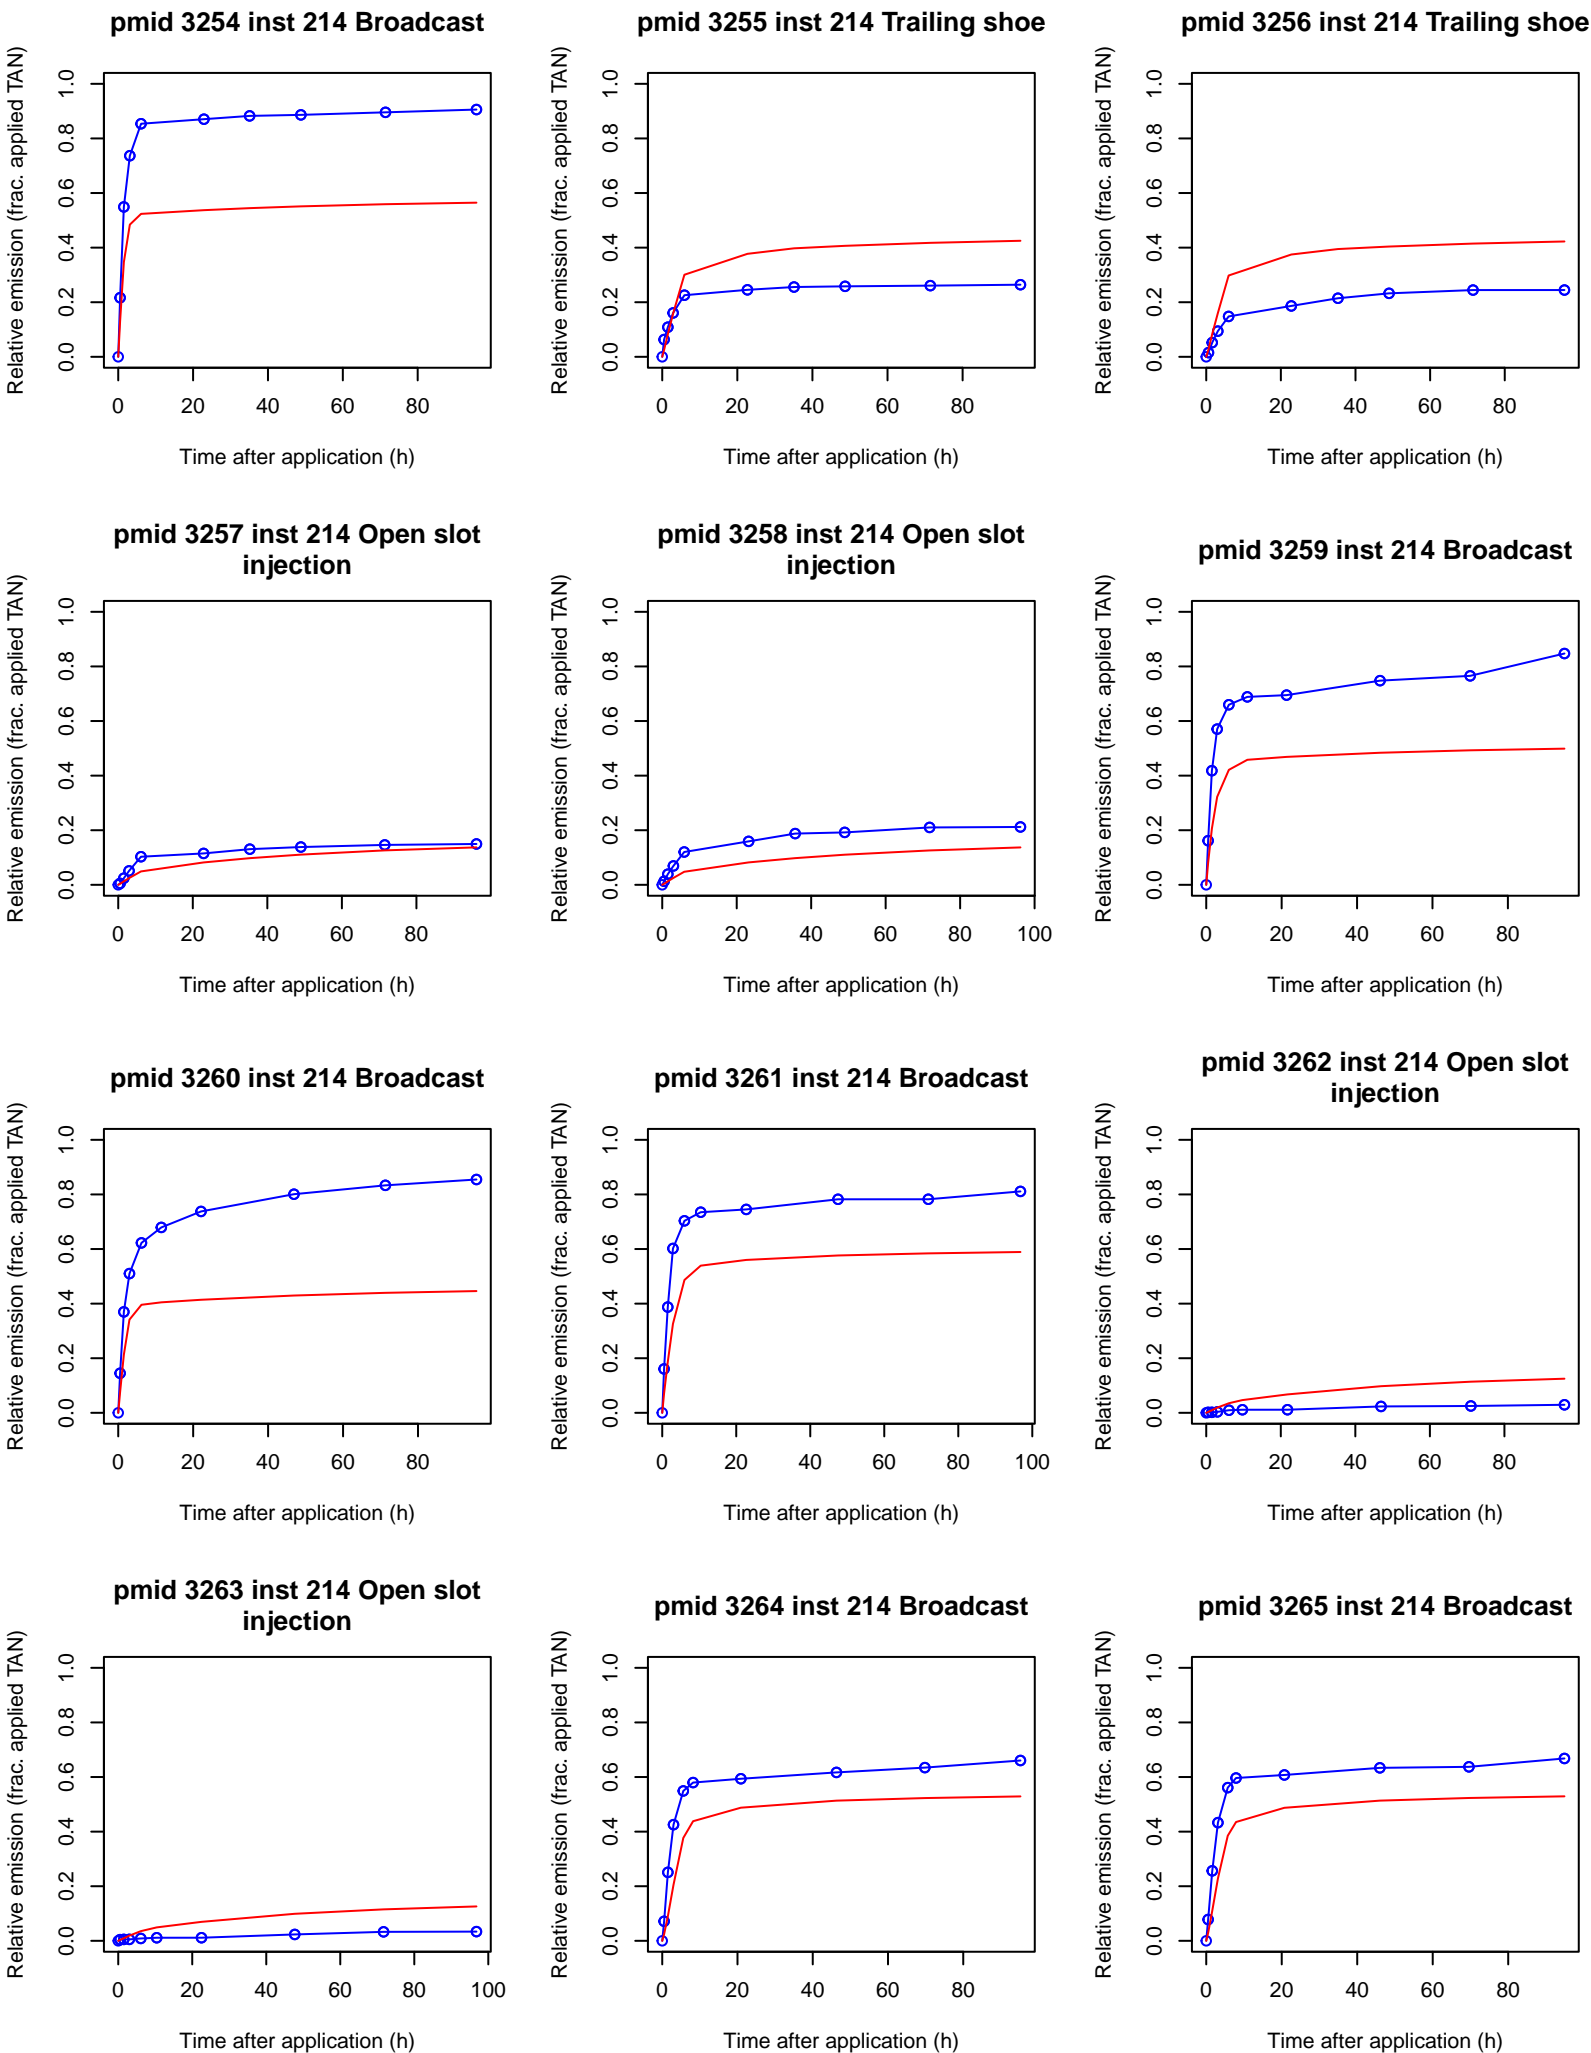 pmid 3254 inst 214 Broadcast
Relative emission (frac. applied TAN)
0.0 0.2 0.4 0.6 0.8 1.0
0 20 40 60 80
Time after application (h)
pmid 3255 inst 214 Trailing shoe
Relative emission (frac. applied TAN)
0.0 0.2 0.4 0.6 0.8 1.0
0 20 40 60 80
Time after application (h)
pmid 3256 inst 214 Trailing shoe
Relative emission (frac. applied TAN)
0.0 0.2 0.4 0.6 0.8 1.0
0 20 40 60 80
Time after application (h)
pmid 3257 inst 214 Open slot
injection
Relative emission (frac. applied TAN)
0.0 0.2 0.4 0.6 0.8 1.0
0 20 40 60 80
Time after application (h)
pmid 3258 inst 214 Open slot
injection
Relative emission (frac. applied TAN)
0.0 0.2 0.4 0.6 0.8 1.0
0 20 40 60 80 100
Time after application (h)
pmid 3259 inst 214 Broadcast
Relative emission (frac. applied TAN)
0.0 0.2 0.4 0.6 0.8 1.0
0 20 40 60 80
Time after application (h)
pmid 3260 inst 214 Broadcast
Relative emission (frac. applied TAN)
0.0 0.2 0.4 0.6 0.8 1.0
0 20 40 60 80
Time after application (h)
pmid 3261 inst 214 Broadcast
Relative emission (frac. applied TAN)
0.0 0.2 0.4 0.6 0.8 1.0
0 20 40 60 80 100
Time after application (h)
pmid 3262 inst 214 Open slot
injection
Relative emission (frac. applied TAN)
0.0 0.2 0.4 0.6 0.8 1.0
0 20 40 60 80
Time after application (h)
pmid 3263 inst 214 Open slot
injection
Relative emission (frac. applied TAN)
0.0 0.2 0.4 0.6 0.8 1.0
0 20 40 60 80 100
Time after application (h)
pmid 3264 inst 214 Broadcast
Relative emission (frac. applied TAN)
0.0 0.2 0.4 0.6 0.8 1.0
0 20 40 60 80
Time after application (h)
pmid 3265 inst 214 Broadcast
Relative emission (frac. applied TAN)
0.0 0.2 0.4 0.6 0.8 1.0
0 20 40 60 80
Time after application (h)